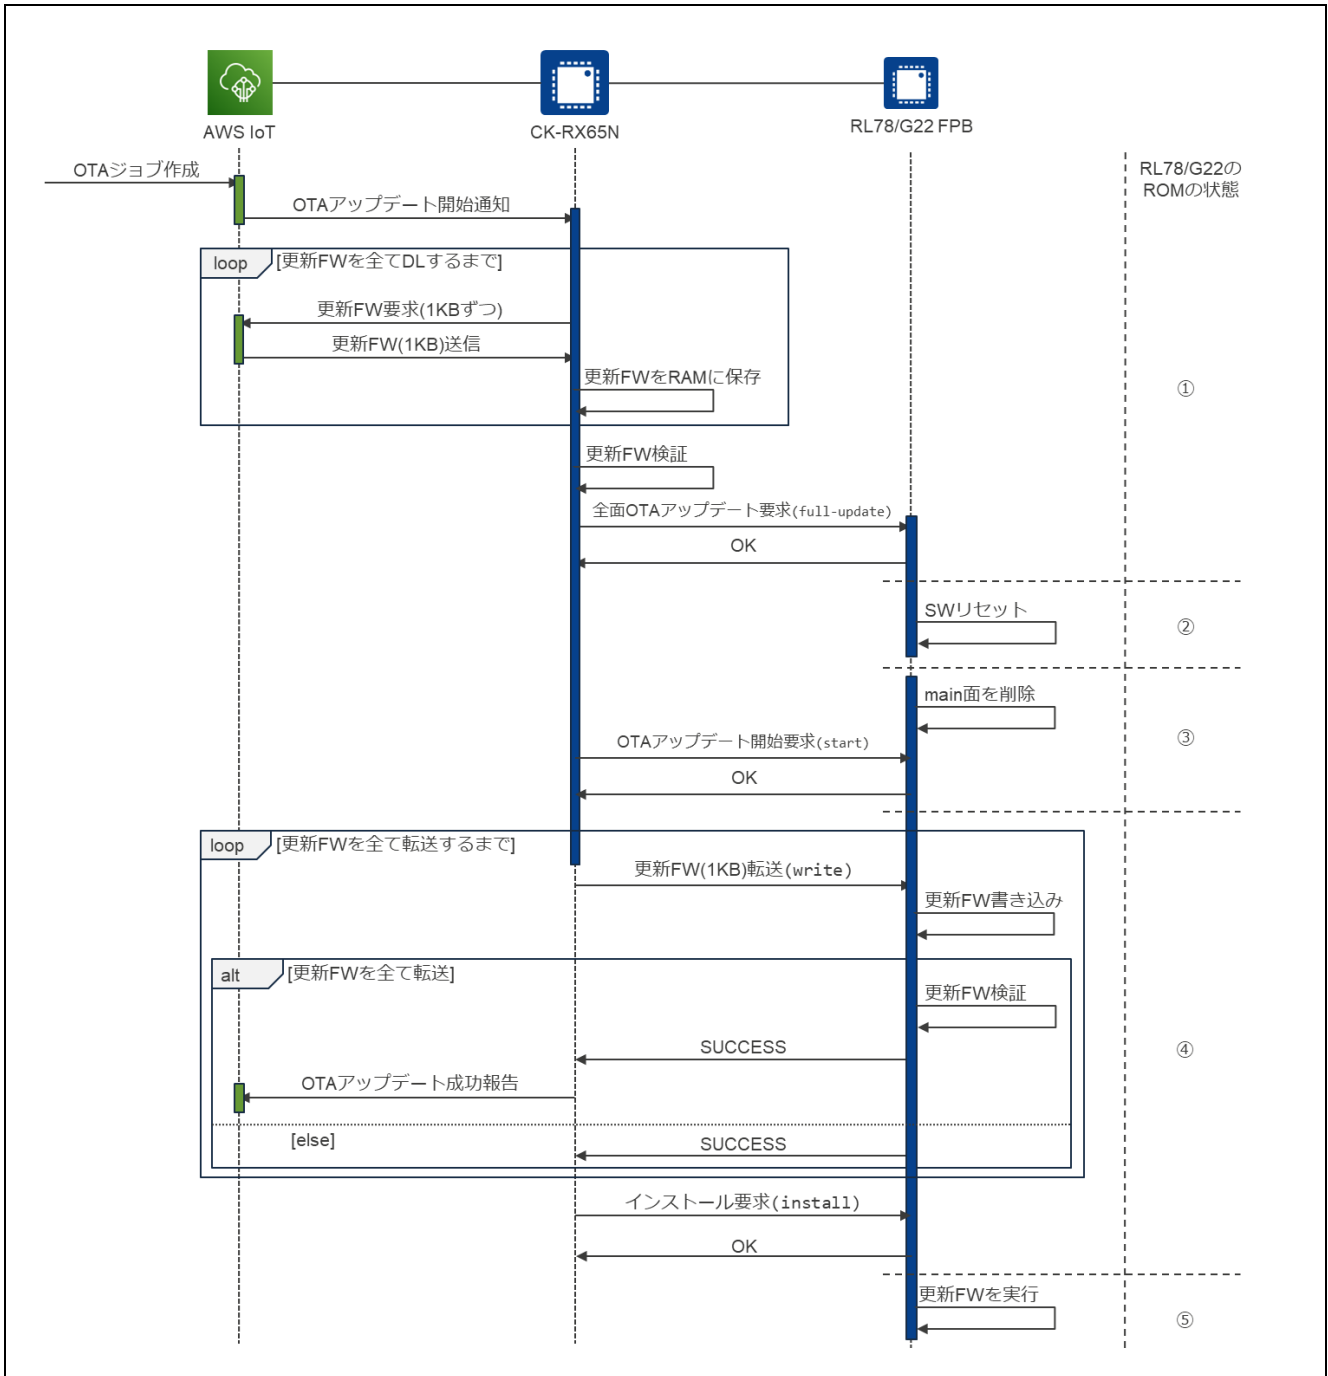 AWS IoT
CK-RX65N
RL78/G22 FPB
RL78/G22の
ROMの状態
OTAジョブ作成
OTAアップデート開始通知
loop
[更新FWを全てDLするまで]
更新FW要求(1KBずつ)
更新FW(1KB)送信
更新FWをRAMに保存
①
更新FW検証
全面OTAアップデート要求(full-update)
OK
SWリセット
②
main面を削除
③
OTAアップデート開始要求(start)
OK
loop
[更新FWを全て転送するまで]
更新FW(1KB)転送(write)
更新FW書き込み
alt
[更新FWを全て転送]
更新FW検証
SUCCESS
④
OTAアップデート成功報告
[else]
SUCCESS
インストール要求(install)
OK
更新FWを実行
⑤